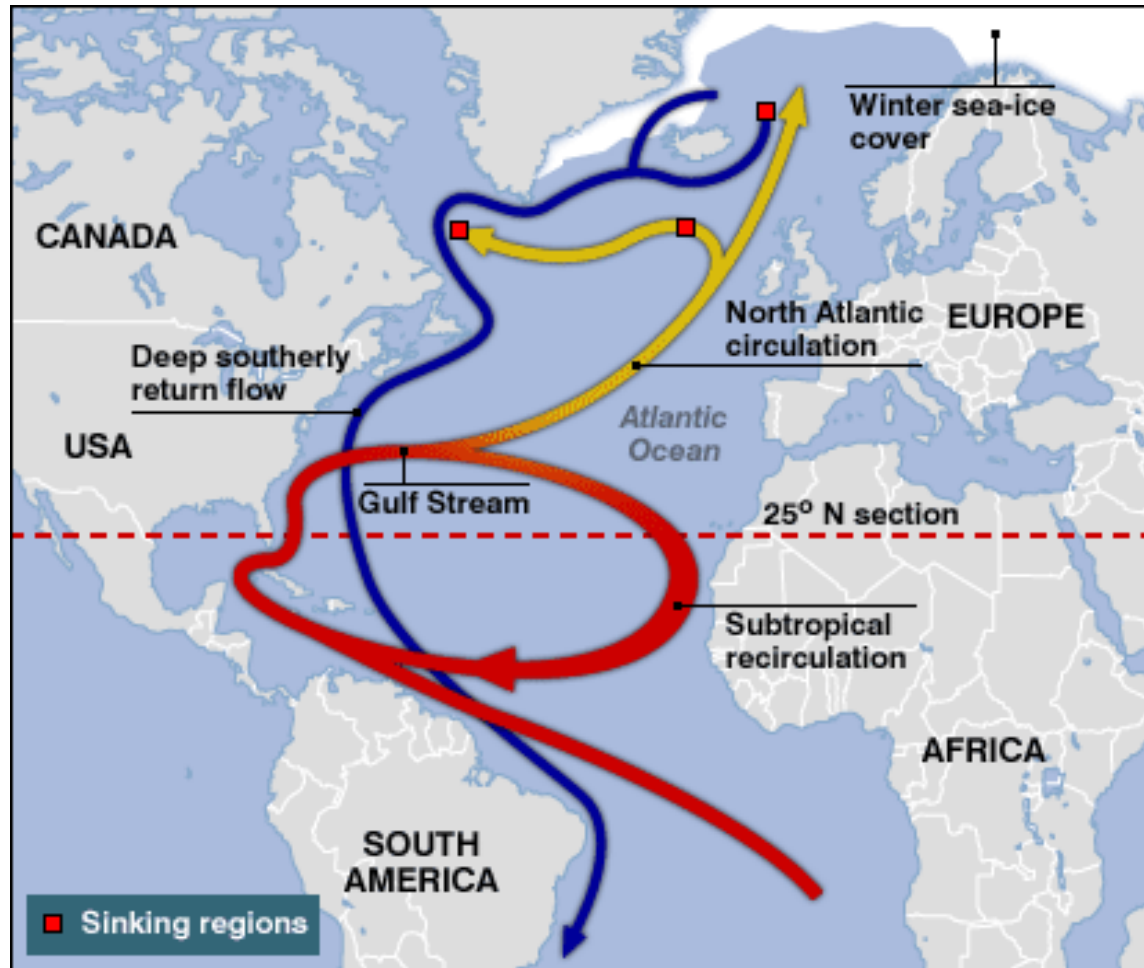 Winter sea-ice
cover
CANADA
North Atlantic
circulation
EUROPE
Deep southerly
return flow
Atlantic
Ocean
USA
Gulf Stream
25º N section
Subtropical
recirculation
AFRICA
SOUTH
AMERICA
Sinking regions